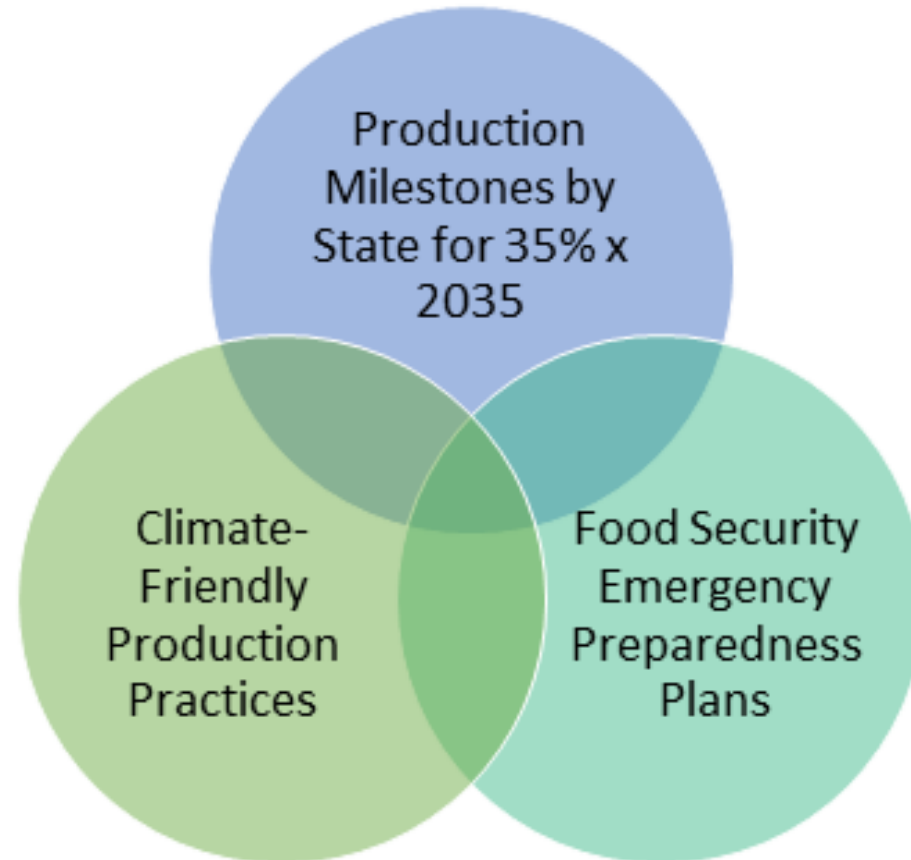 Production
Milestones by
State for 35% x
2035
Climate-
Friendly
Production
Practices
Food Security
Emergency
Preparedness
Plans